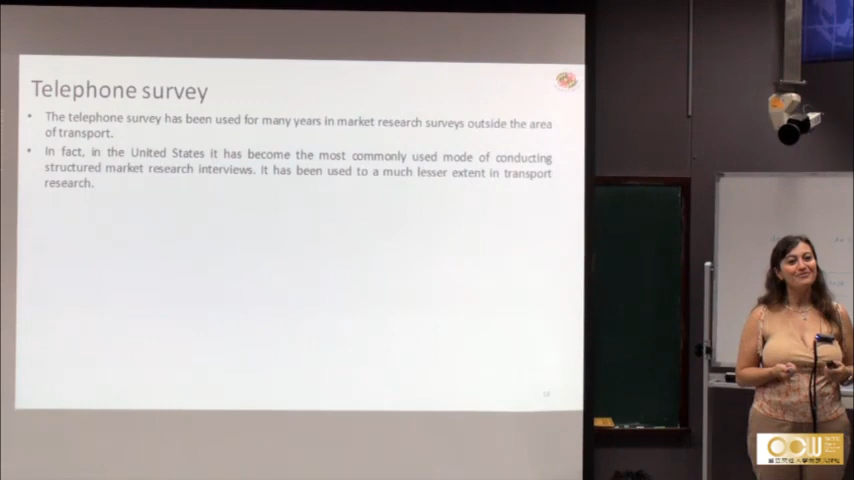 Telephone survey
• The telephone survey has been used for many years in market research surveys outside the area
of transport.
• In fact, in the United States it has become the most commonly used mode of conducting
structured market research interviews. It has been used to a much lesser extent in transport
research.
18
OCW